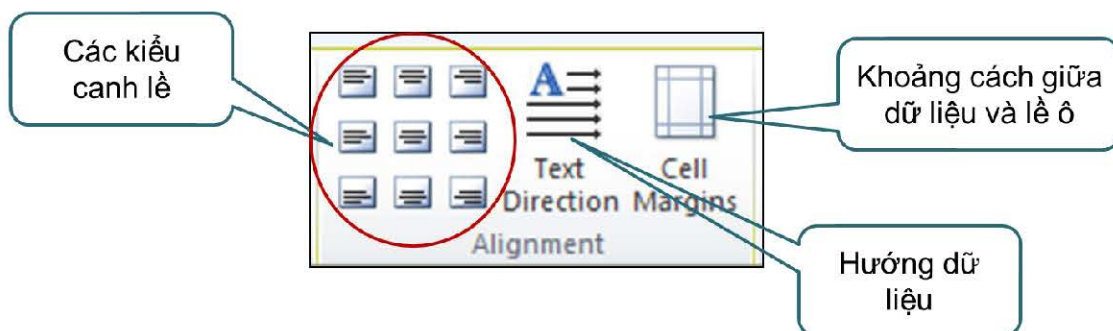 Các kiểu
canh lề
Text
Direction
Cell
Margins
Alignment
Khoảng cách giữa
dữ liệu và lề ô
Hướng dữ
liệu